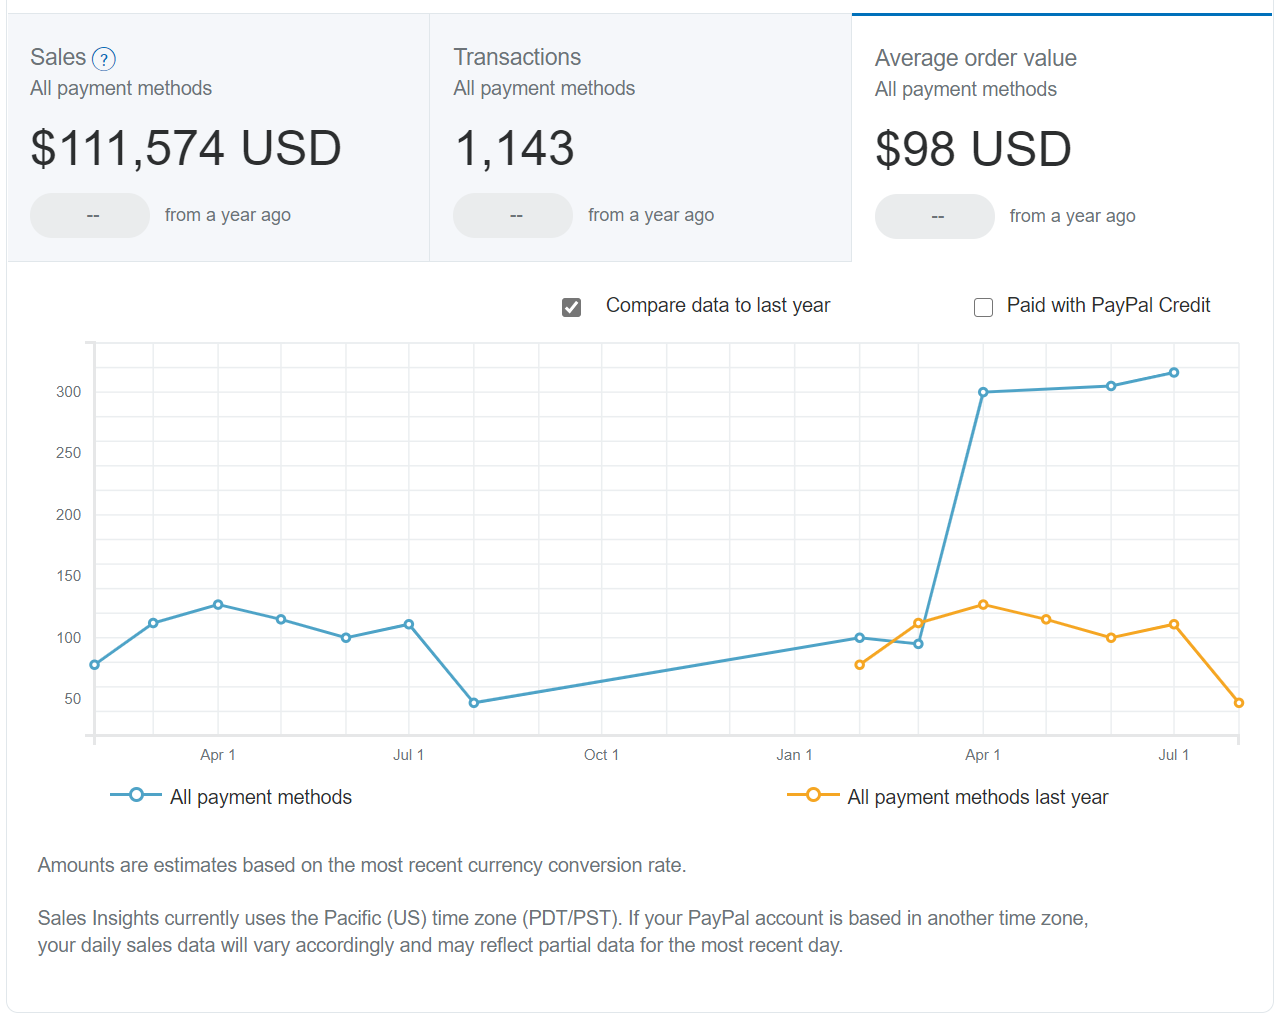 Sales ?
All payment methods
$111,574 USD
-- from a year ago
Transactions
All payment methods
1,143
-- from a year ago
Average order value
All payment methods
$98 USD
-- from a year ago
Compare data to last year
Paid with PayPal Credit
300
250
200
150
100
50
Apr 1 Jul 1 Oct 1 Jan 1 Apr 1 Jul 1
All payment methods
All payment methods last year
Amounts are estimates based on the most recent currency conversion rate.
Sales Insights currently uses the Pacific (US) time zone (PDT/PST). If your PayPal account is based in another time zone,
your daily sales data will vary accordingly and may reflect partial data for the most recent day.